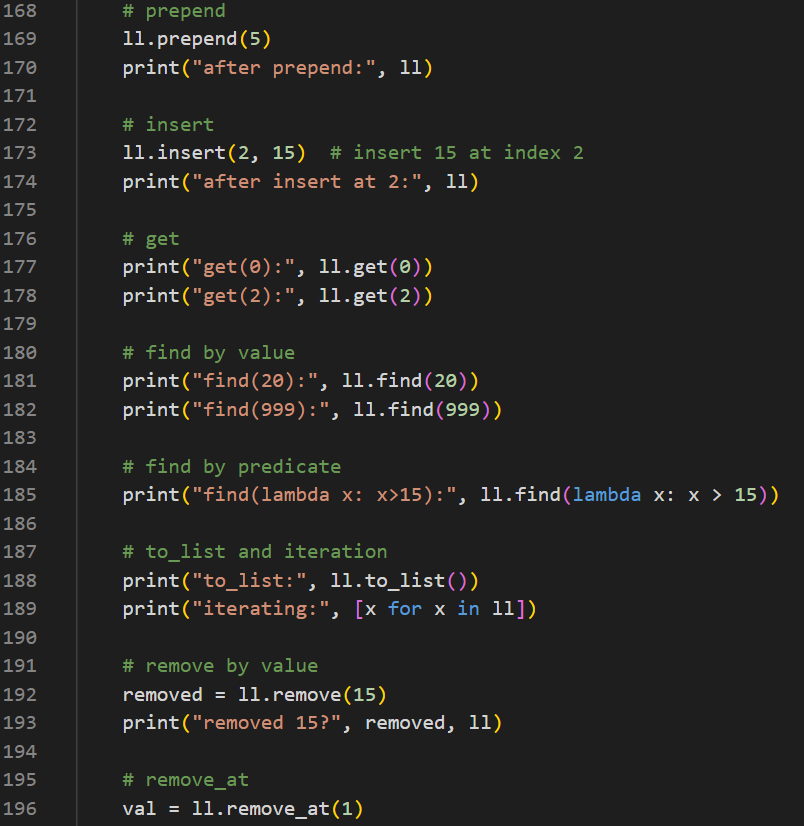 168 # prepend
169 ll.prepend(5)
170 print("after prepend:", ll)
171
172 # insert
173 ll.insert(2, 15)  # insert 15 at index 2
174 print("after insert at 2:", ll)
175
176 # get
177 print("get(0):", ll.get(0))
178 print("get(2):", ll.get(2))
179
180 # find by value
181 print("find(20):", ll.find(20))
182 print("find(999):", ll.find(999))
183
184 # find by predicate
185 print("find(lambda x: x>15):", ll.find(lambda x: x > 15))
186
187 # to_list and iteration
188 print("to_list:", ll.to_list())
189 print("iterating:", [x for x in ll])
190
191 # remove by value
192 removed = ll.remove(15)
193 print("removed 15?", removed, ll)
194
195 # remove_at
196 val = ll.remove_at(1)